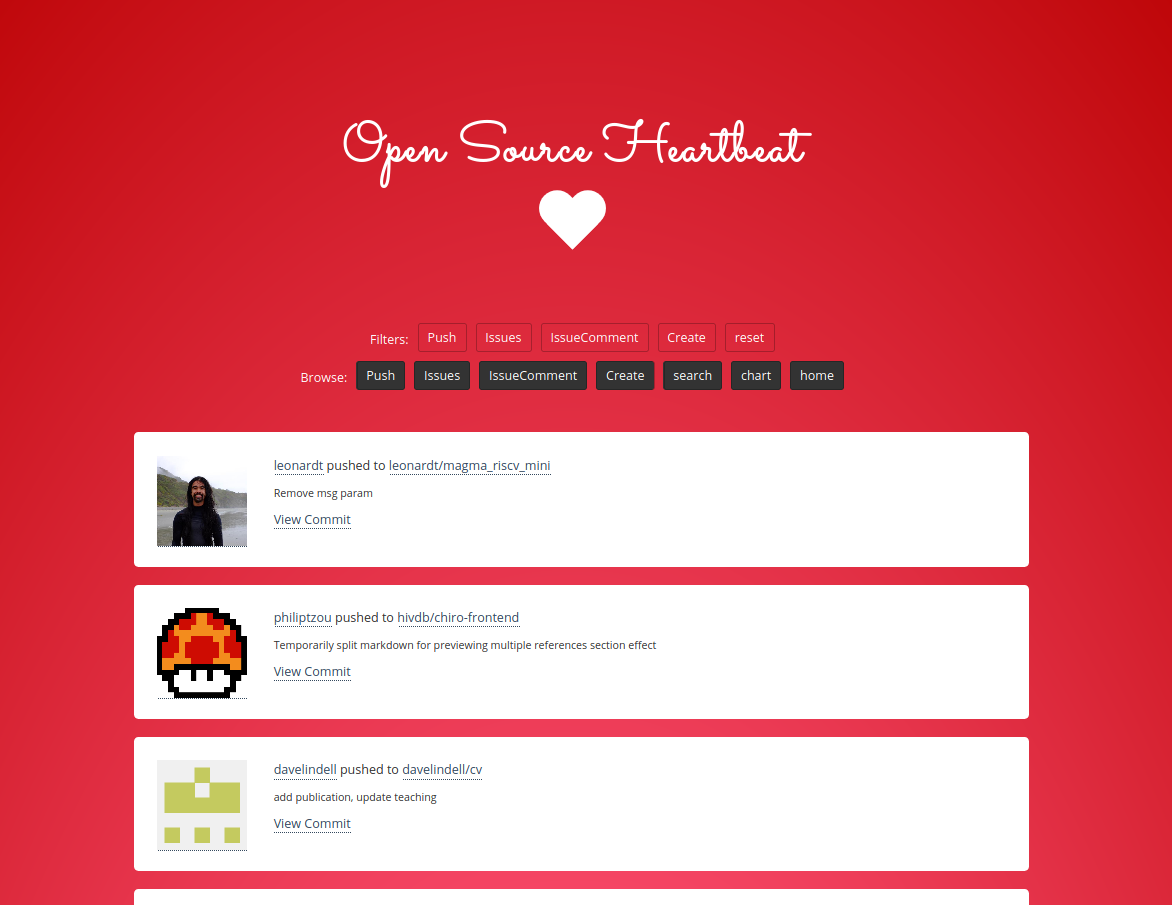 Open Source Heartbeat
Filters: Push Issues IssueComment Create reset
Browse: Push Issues IssueComment Create search chart home
leonardt pushed to leonardt/magma_riscv_mini
Remove msg param
View Commit
philiptzou pushed to hivdb/chiro-frontend
Temporarily split markdown for previewing multiple references section effect
View Commit
davelindell pushed to davelindell/cv
add publication, update teaching
View Commit